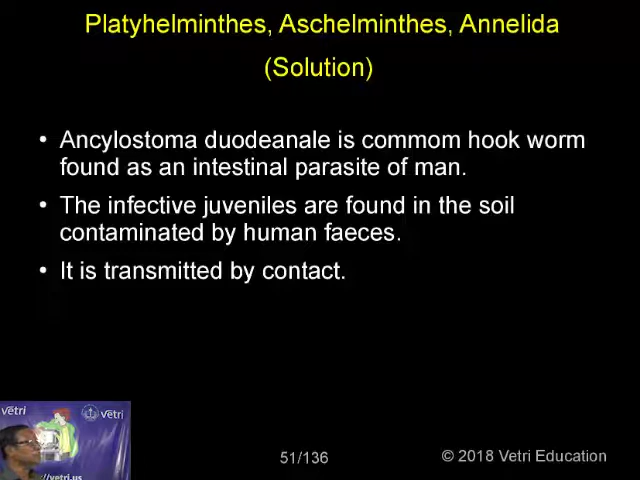 Platyhelminthes, Aschelminthes, Annelida
(Solution)
• Ancylostoma duodeanale is commom hook worm
found as an intestinal parasite of man.
• The infective juveniles are found in the soil
contaminated by human faeces.
• It is transmitted by contact.
vetri
vetri
//vetri.us
51/136
© 2018 Vetri Education